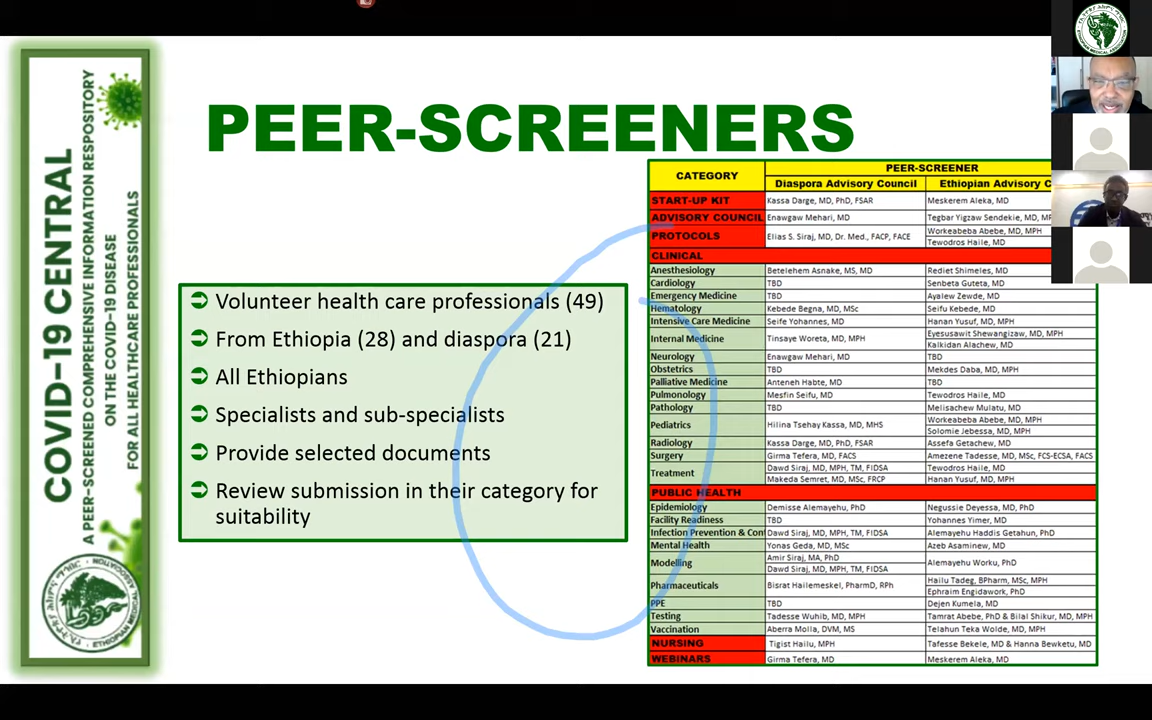 COVID-19 CENTRAL
A PEER-SCREENED COMPREHENSIVE INFORMATION RESPOSITORY
ON THE COVID-19 DISEASE
FOR ALL HEALTHCARE PROFESSIONALS
ETHIOPIAN MEDICAL ASSOCIATION
PEER-SCREENERS
Volunteer health care professionals (49)
From Ethiopia (28) and diaspora (21)
All Ethiopians
Specialists and sub-specialists
Provide selected documents
Review submission in their category for
suitability
CATEGORY PEER-SCREENER
Diaspora Advisory Council Ethiopian Advisory C
START-UP KIT Kassa Darge, MD, PhD, FSAR Meskerem Aleka, MD
ADVISORY COUNCIL Enawgaw Mehari, MD Tegbar Yigzaw Sendekie, MD, MP
PROTOCOLS Elias S. Siraj, MD, Dr. Med., FACP, FACE Workeabeba Abebe, MD, MPH
Tewodros Haile, MD
CLINICAL
Anesthesiology Betelehem Asnake, MS, MD Rediet Shimeles, MD
Cardiology TBD Senbeta Guteta, MD
Emergency Medicine TBD Ayalew Zewde, MD
Hematology Kebede Begna, MD, MSc Seifu Kebede, MD
Intensive Care Medicine Seife Yohannes, MD Hanan Yusuf, MD, MPH
Internal Medicine Tinsaye Woreta, MD, MPH Eyesusawit Shewangizaw, MD, MPH
Kalkidan Alachew, MD
Neurology Enawgaw Mehari, MD TBD
Obstetrics TBD Mekdes Daba, MD, MPH
Palliative Medicine Anteneh Habte, MD TBD
Pulmonology Mesfin Seifu, MD Tewodros Haile, MD
Pathology TBD Melisachew Mulatu, MD
Pediatrics Hilina Tsehay Kassa, MD, MHS Workeabeba Abebe, MD, MPH
Solomie Jebessa, MD, MPH
Radiology Kassa Darge, MD, PhD, FSAR Assefa Getachew, MD
Surgery Girma Tefera, MD, FACS Amezene Tadesse, MD, MSc, FCS-ECSA, FACS
Treatment Dawd Siraj, MD, MPH, TM, FIDSA Tewodros Haile, MD
Makeda Semret, MD, MSc, FRCP Hanan Yusuf, MD, MPH
PUBLIC HEALTH
Epidemiology Demisse Alemayehu, PhD Negussie Deyessa, MD, PhD
Facility Readiness TBD Yohannes Yimer, MD
Infection Prevention & Con Dawd Siraj, MD, MPH, TM, FIDSA Alemayehu Haddis Getahun, PhD
Mental Health Yonas Geda, MD, MSc Azeb Asaminew, MD
Modelling Amir Siraj, MA, PhD Alemayehu Worku, PhD
Dawd Siraj, MD, MPH, TM, FIDSA
Pharmaceuticals Bisrat Hailemeskel, PharmD, RPh Hailu Tadeg, BPharm, MSc, MPH
Ephraim Engidawork, PhD
PPE TBD Dejen Kumela, MD
Testing Tadesse Wuhib, MD, MPH Tamrat Abebe, PhD & Bilal Shikur, MD, MPH
Vaccination Aberra Molla, DVM, MS Telahun Teka Wolde, MD, MPH
NURSING Tigist Hailu, MPH Tafesse Bekele, MD & Hanna Bewketu, MD
WEBINARS Girma Tefera, MD Meskerem Aleka, MD